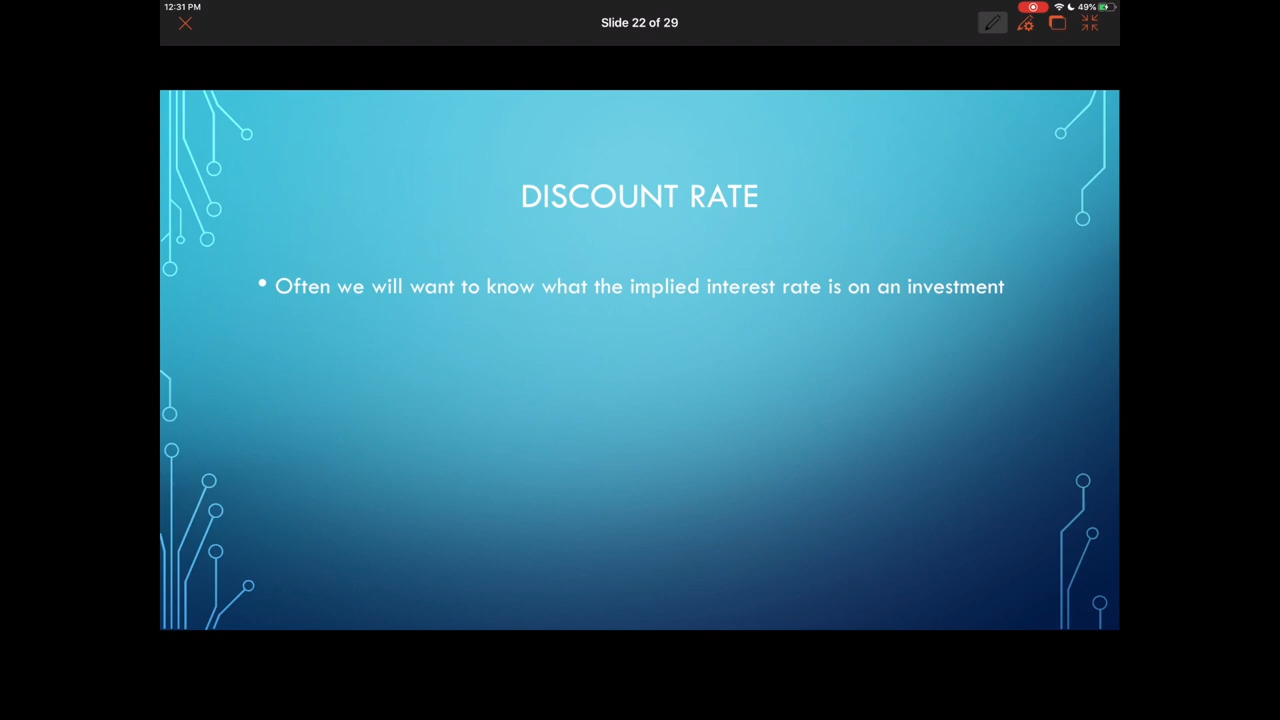 12:31 PM
49%
Slide 22 of 29
DISCOUNT RATE
• Often we will want to know what the implied interest rate is on an investment